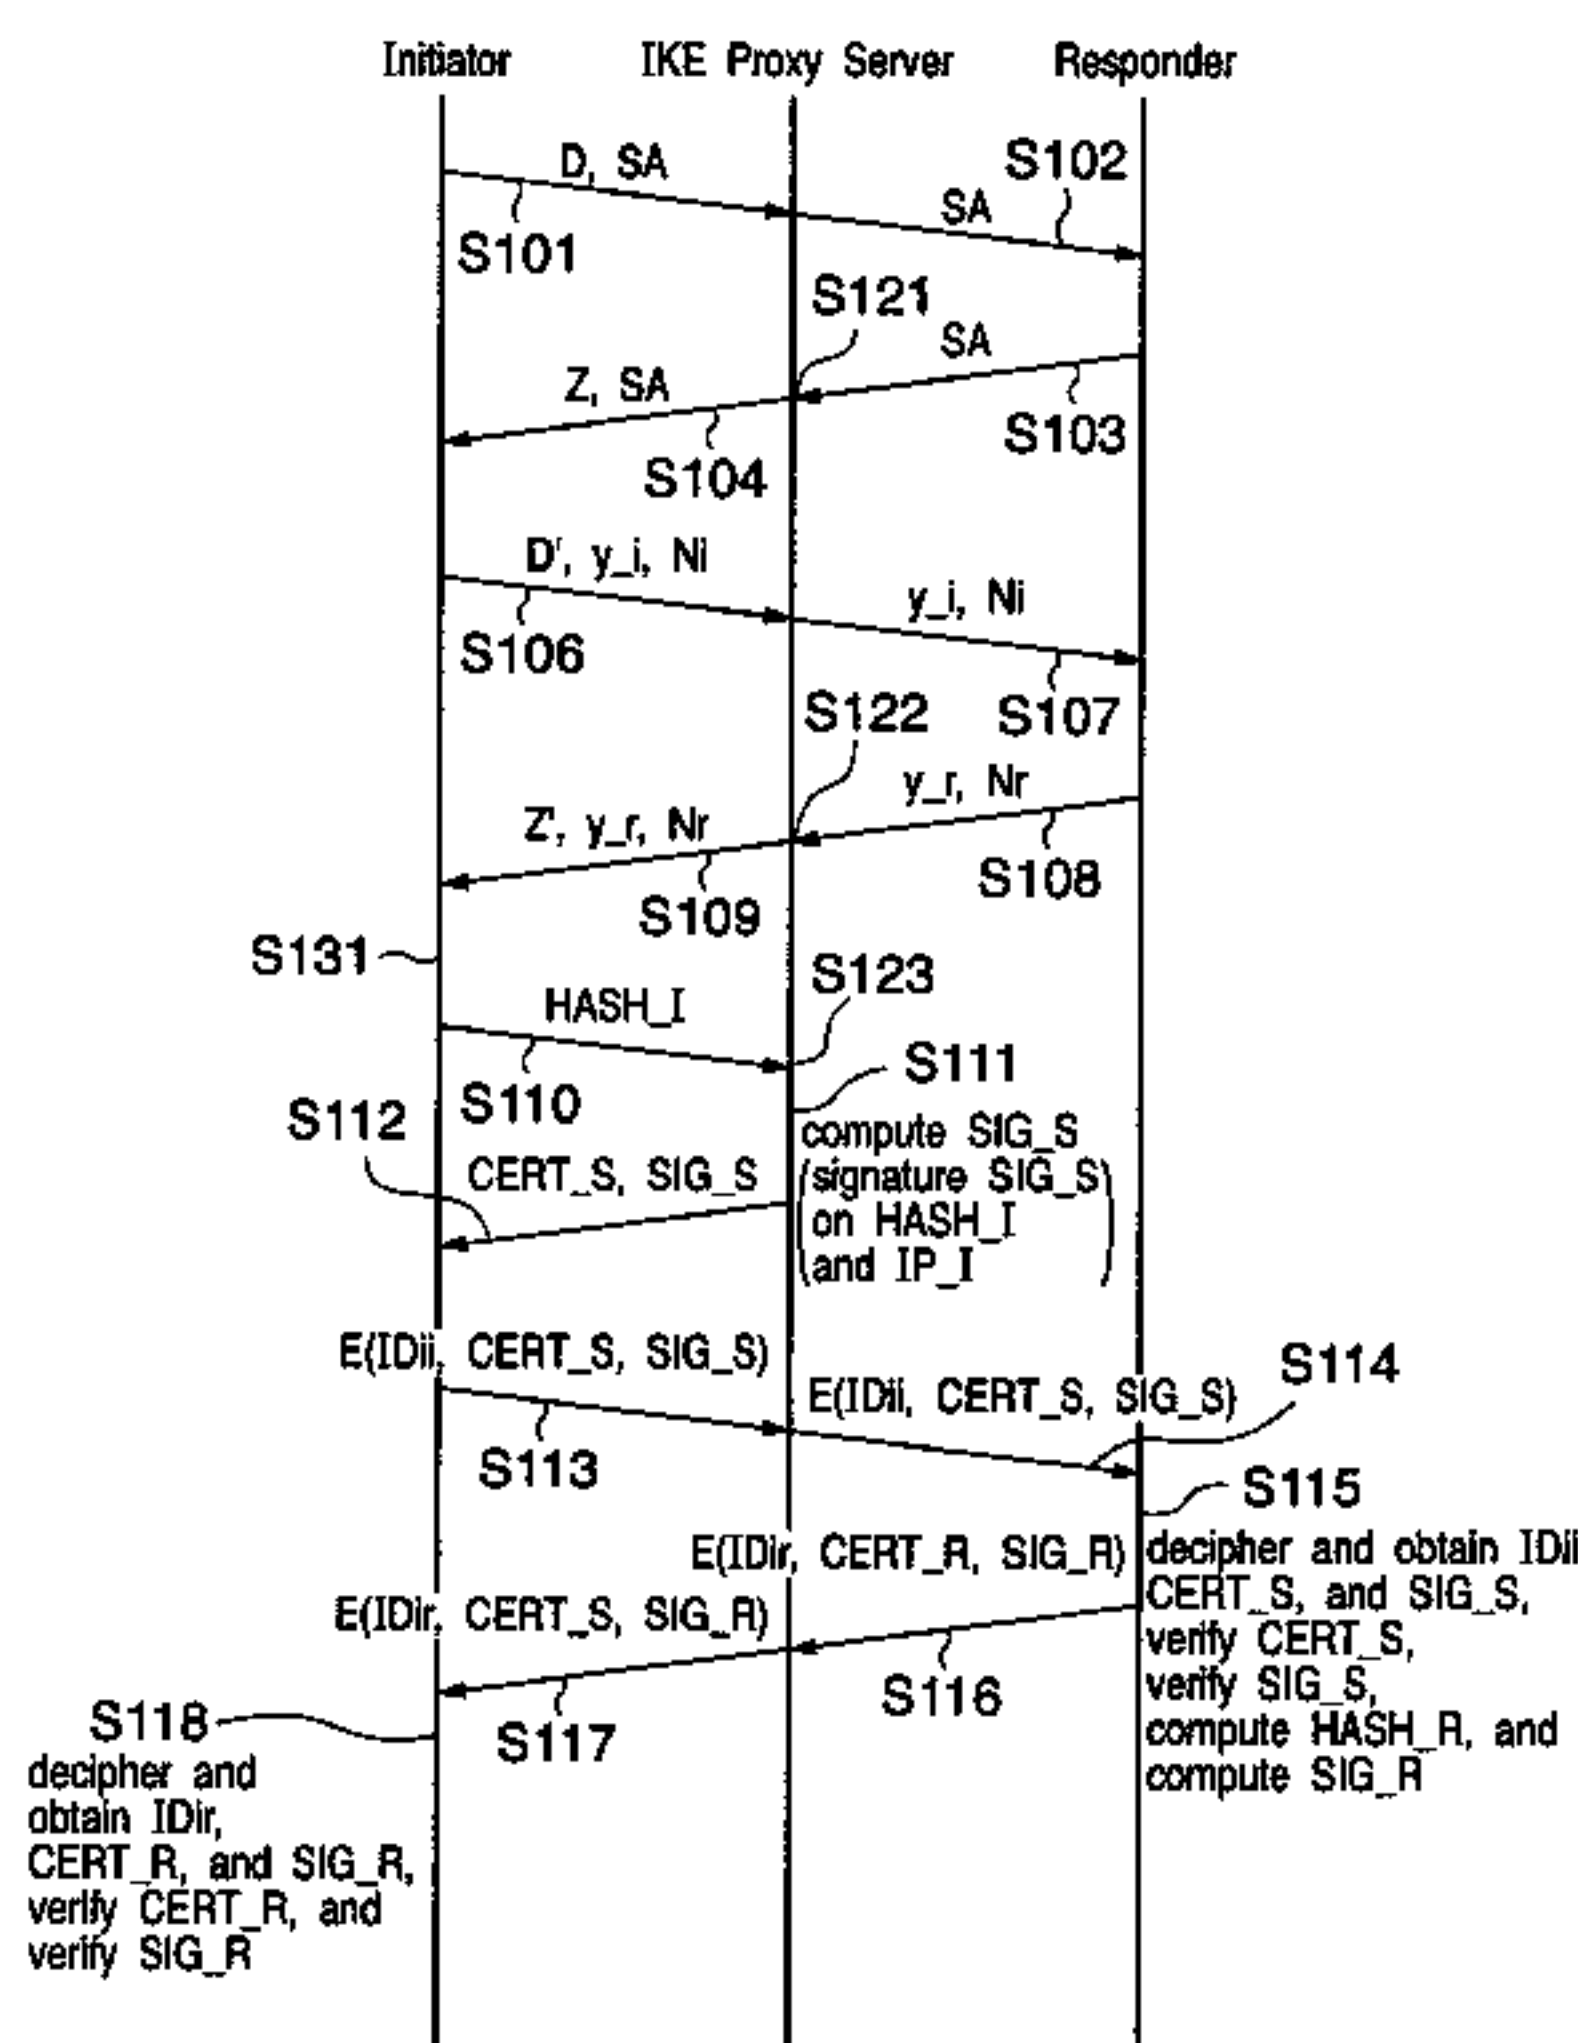 Initiator IKE Proxy Server Responder
D, SA
S102
SA
S101
S121
SA
Z, SA
S103
S104
D', y_i, Ni
y_i, Ni
S106
S107
S122
y_r, Nr
Z', y_r, Nr
S108
S109
S131
S123
HASH_I
S111
S110
S112
compute SIG_S
(signature SIG_S)
on HASH_I
and IP_I
CERT_S, SIG_S
E(IDii, CERT_S, SIG_S)
S114
E(IDii, CERT_S, SIG_S)
S113
S115
E(IDir, CERT_R, SIG_R)
decipher and obtain IDii
CERT_S, and SIG_S,
verify CERT_S,
verify SIG_S,
compute HASH_R, and
compute SIG_R
E(IDir, CERT_S, SIG_R)
S116
S117
S118
decipher and
obtain IDir,
CERT_R, and SIG_R,
verify CERT_R, and
verify SIG_R